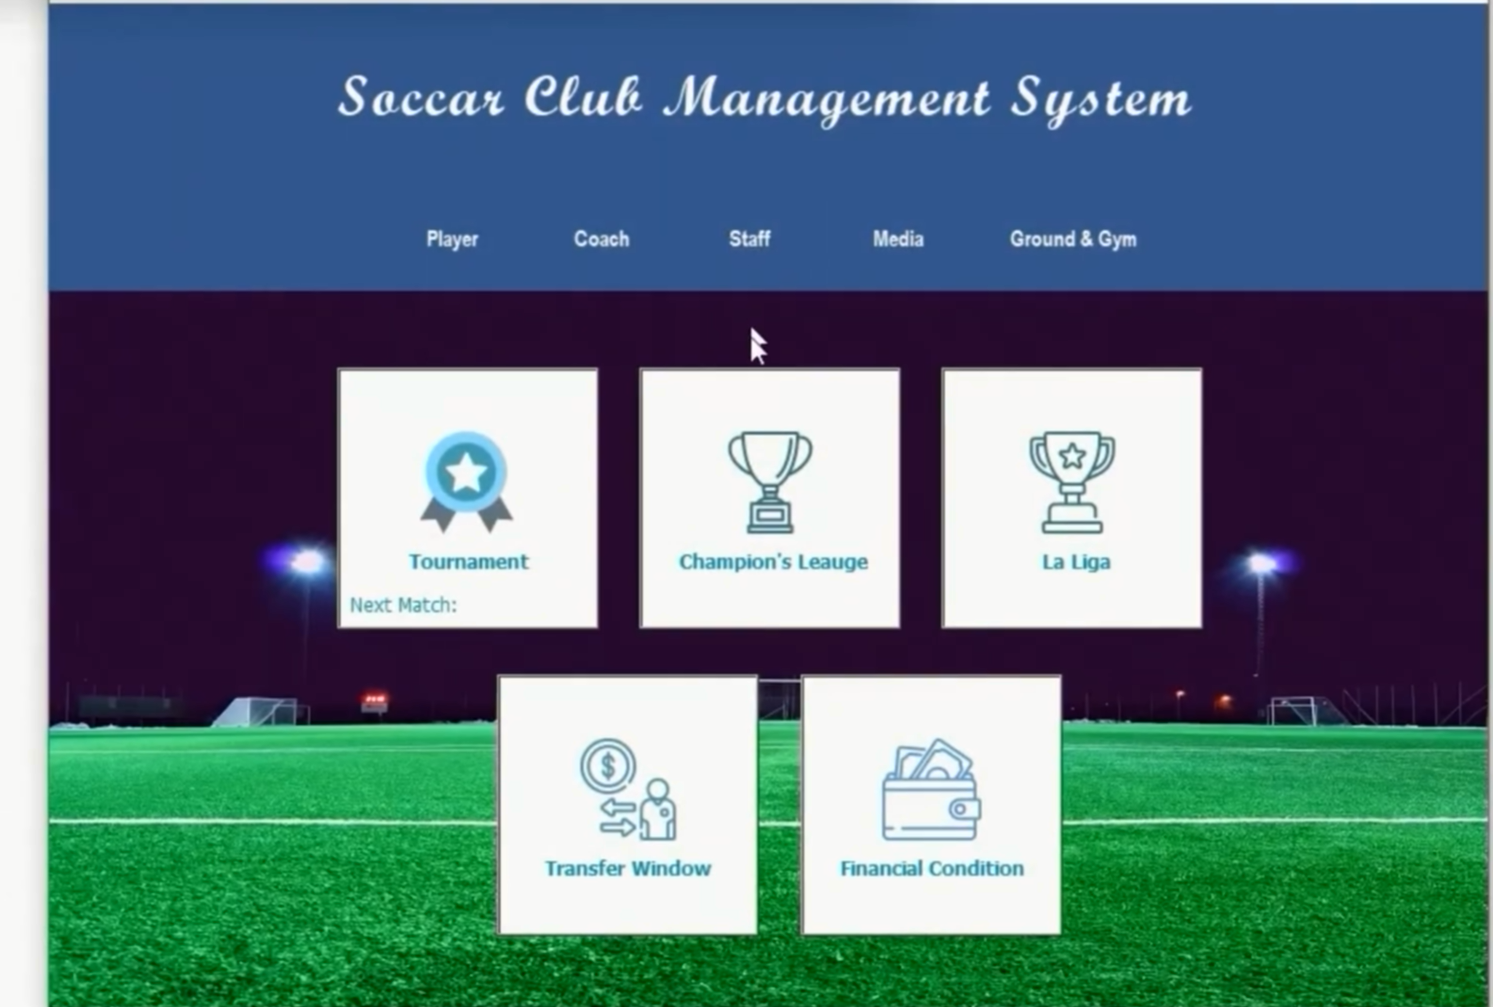 Soccar Club Management System
Player Coach Staff Media Ground & Gym
Tournament
Next Match:
Champion's Leauge
La Liga
Transfer Window
Financial Condition